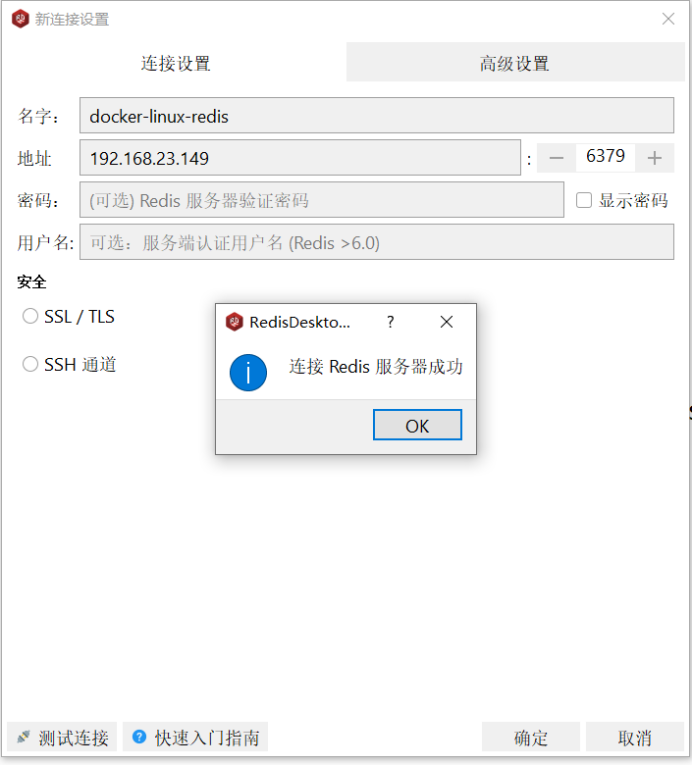 新连接设置
连接设置
高级设置
名字： docker-linux-redis
地址 192.168.23.149 : 6379
密码： (可选) Redis 服务器验证密码 显示密码
用户名: 可选：服务端认证用户名 (Redis >6.0)
安全
SSL / TLS
SSH 通道
RedisDeskto... ?
连接 Redis 服务器成功
OK
测试连接
快速入门指南
确定
取消